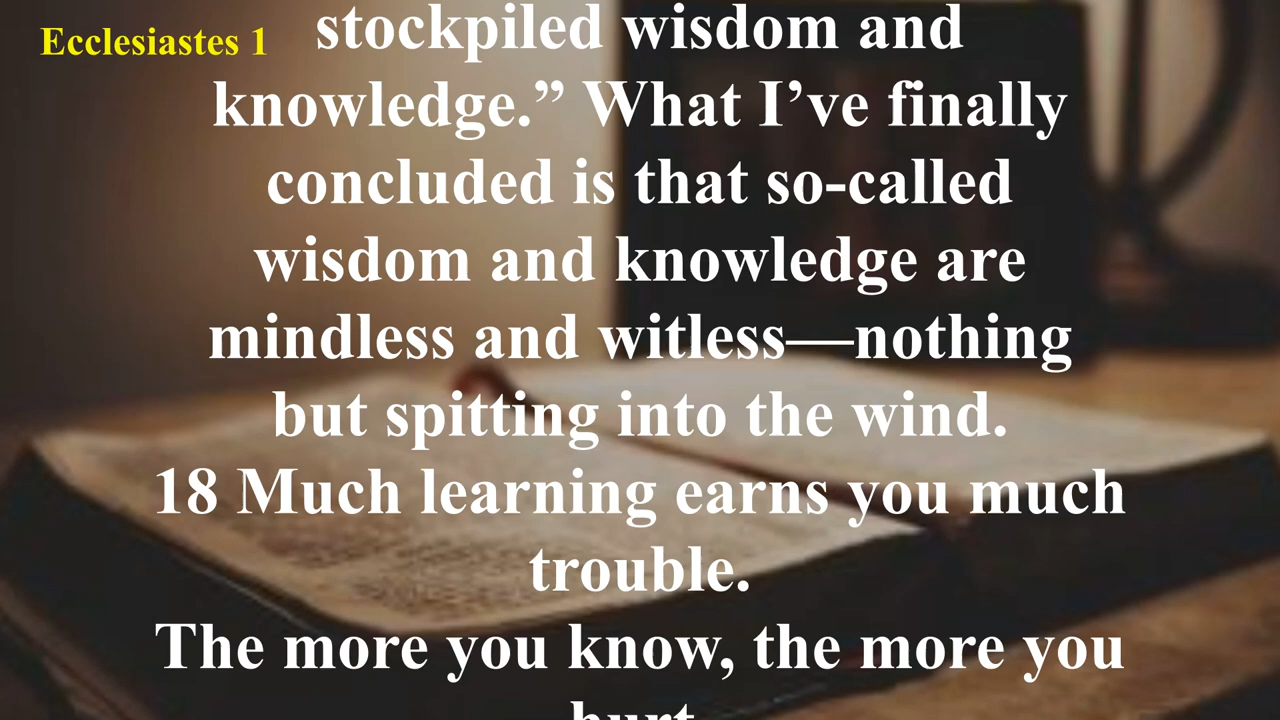 Ecclesiastes 1
stockpiled wisdom and
knowledge.” What I’ve finally
concluded is that so-called
wisdom and knowledge are
mindless and witless—nothing
but spitting into the wind.
18 Much learning earns you much
trouble.
The more you know, the more you
hurt